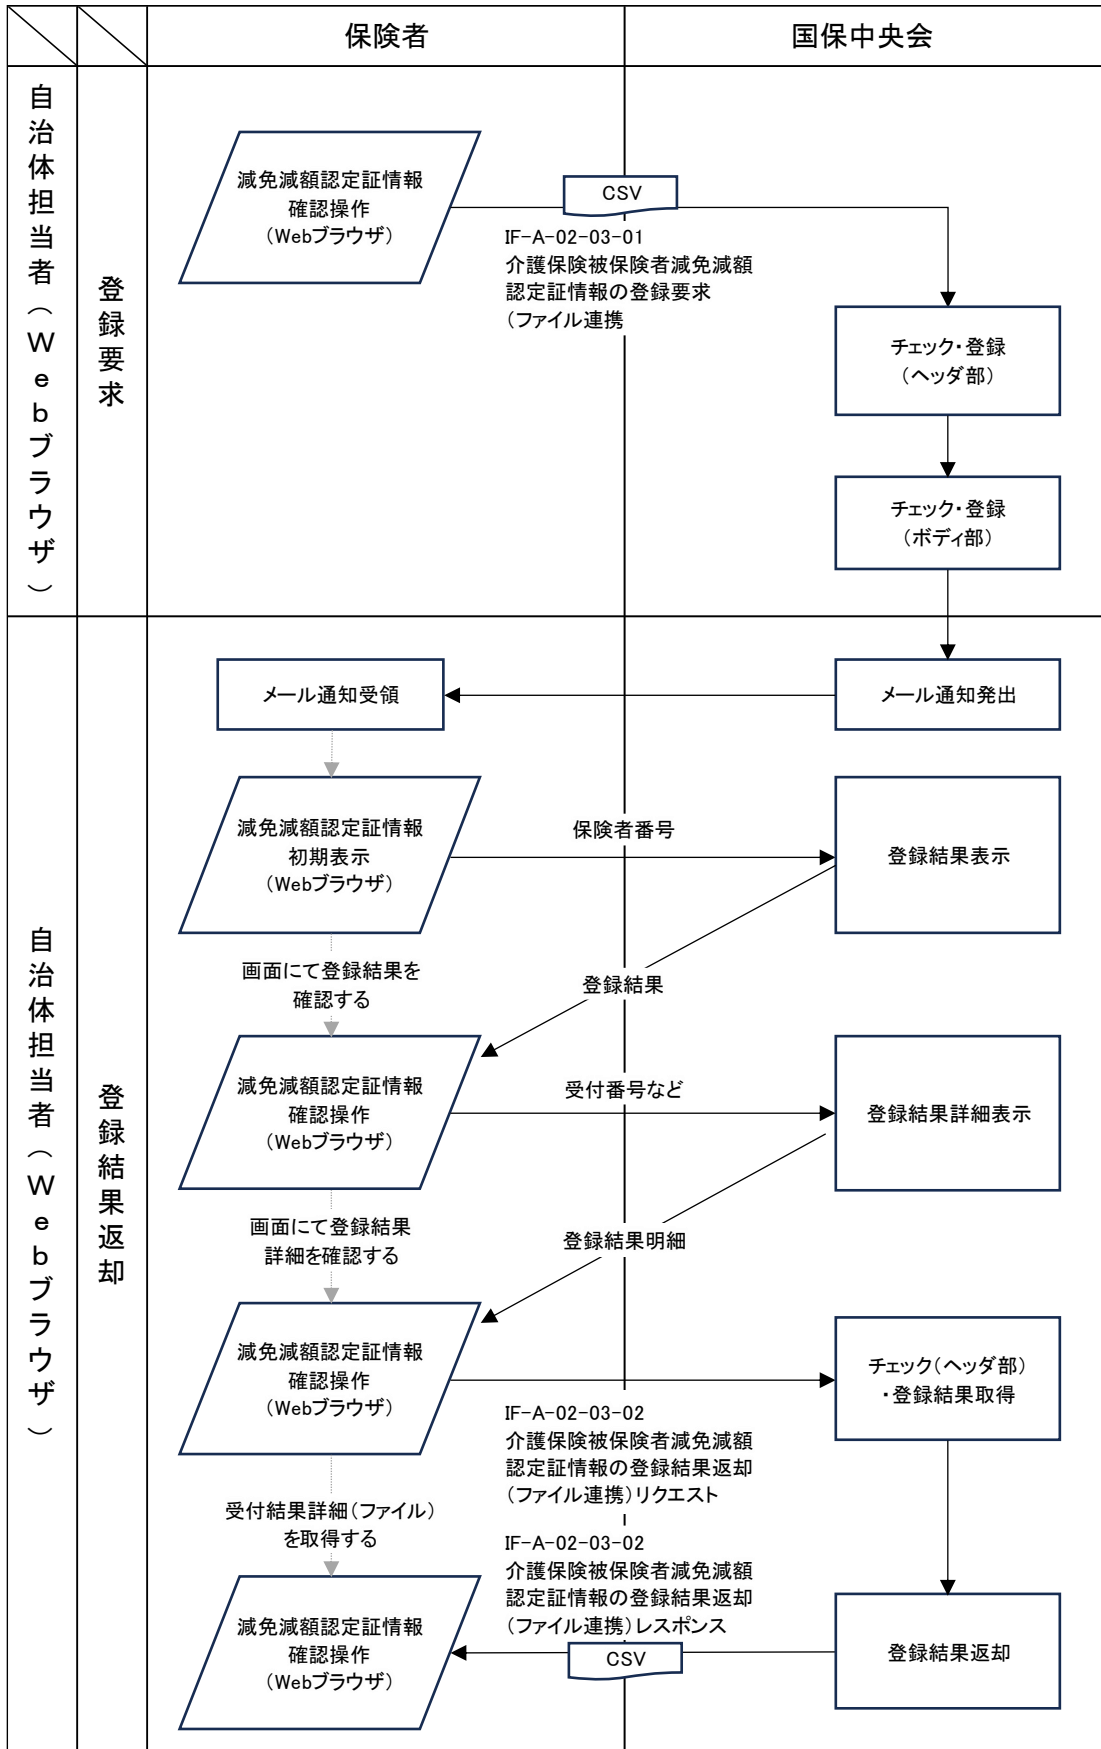 保険者
国保中央会
自治体担当者（Webブラウザ）
登録要求
減免減額認定証情報
確認操作
（Webブラウザ）
CSV
IF-A-02-03-01
介護保険被保険者減免減額
認定証情報の登録要求
（ファイル連携
チェック・登録
（ヘッダ部）
チェック・登録
（ボディ部）
自治体担当者（Webブラウザ）
登録結果返却
メール通知受領
メール通知発出
減免減額認定証情報
初期表示
（Webブラウザ）
保険者番号
登録結果表示
画面にて登録結果を
確認する
登録結果
減免減額認定証情報
確認操作
（Webブラウザ）
受付番号など
登録結果詳細表示
画面にて登録結果
詳細を確認する
登録結果明細
減免減額認定証情報
確認操作
（Webブラウザ）
チェック（ヘッダ部）
・登録結果取得
IF-A-02-03-02
介護保険被保険者減免減額
認定証情報の登録結果返却
（ファイル連携）リクエスト
受付結果詳細（ファイル）
を取得する
IF-A-02-03-02
介護保険被保険者減免減額
認定証情報の登録結果返却
（ファイル連携）レスポンス
CSV
減免減額認定証情報
確認操作
（Webブラウザ）
登録結果返却